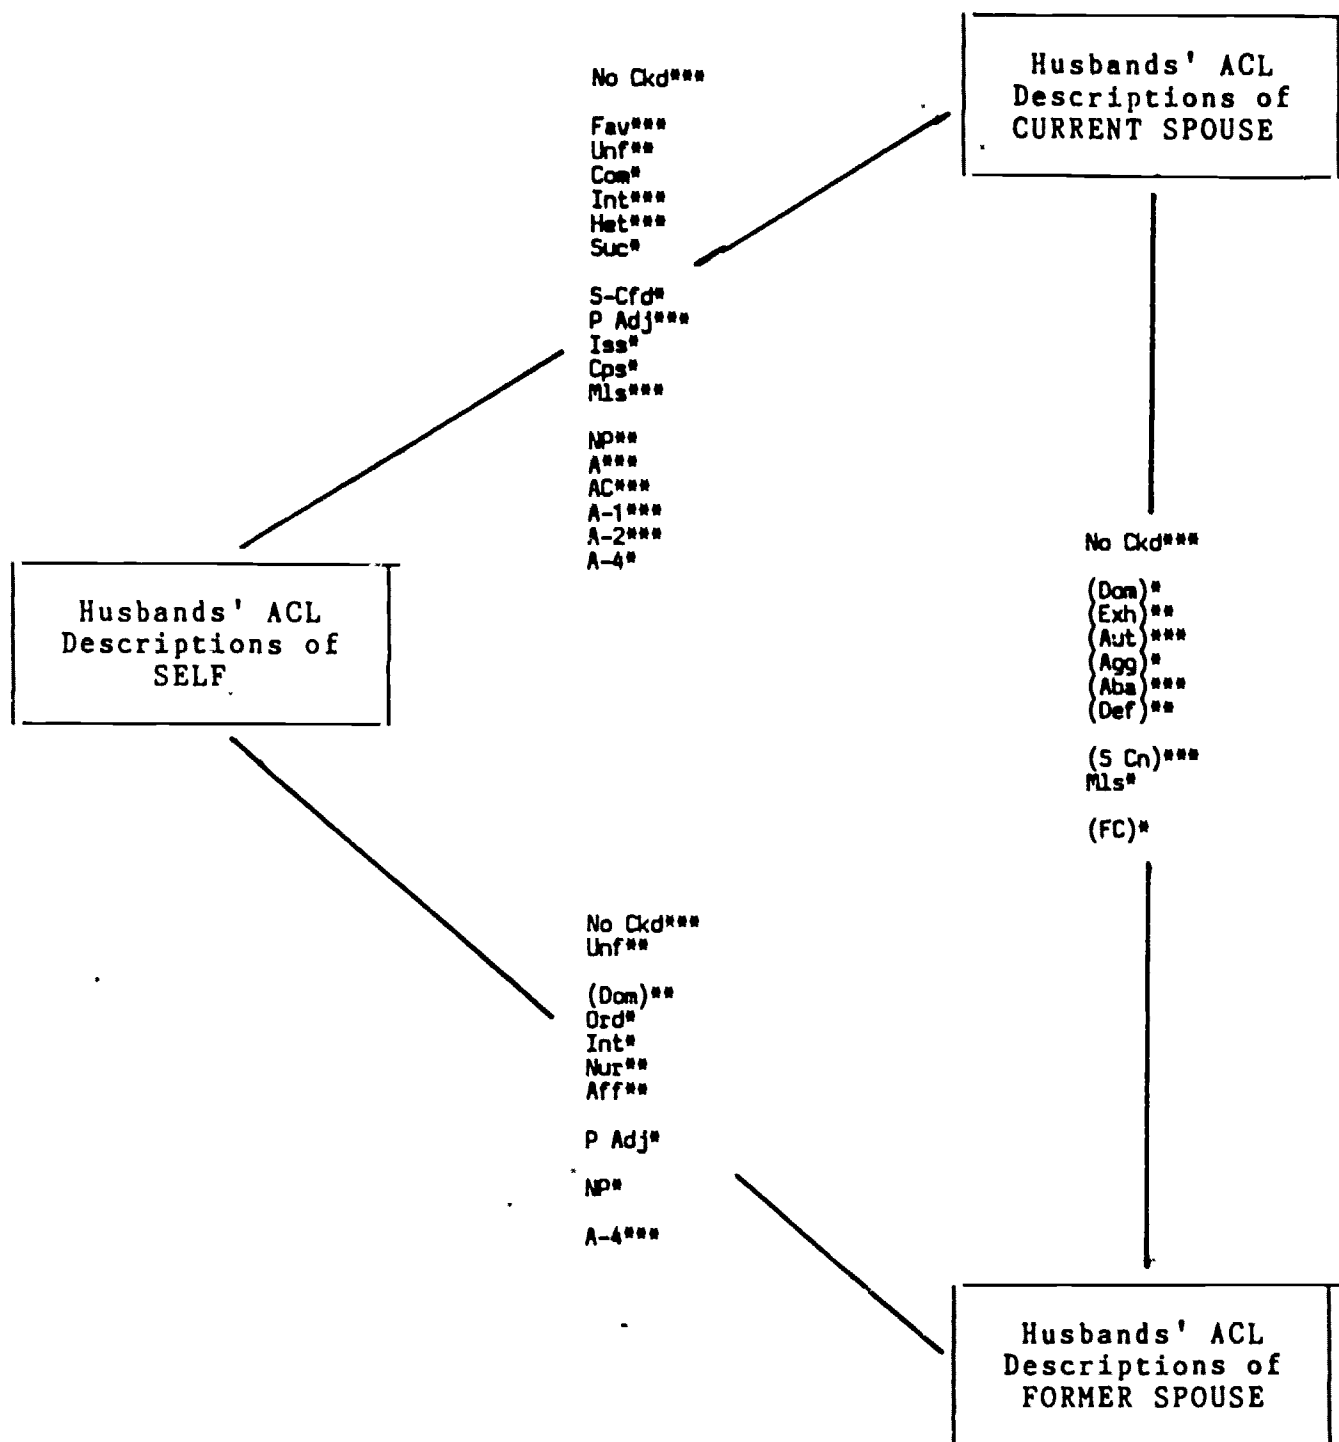 No Ckd***
Fav***
Unf**
Com*
Int***
Het***
Suc*
S-Cfd*
P Adj***
Iss*
Cps*
Mls***
NP**
A***
AC***
A-1***
A-2***
A-4*
Husbands' ACL
Descriptions of
CURRENT SPOUSE
Husbands' ACL
Descriptions of
SELF
No Ckd***
(Dom)*
(Exh)**
(Aut)***
(Agg)*
(Aba)***
(Def)**
(S Cn)***
Mls*
(FC)*
No Ckd***
Unf**
(Dom)**
Ord*
Int*
Nur**
Aff**
P Adj*
NP*
A-4***
Husbands' ACL
Descriptions of
FORMER SPOUSE